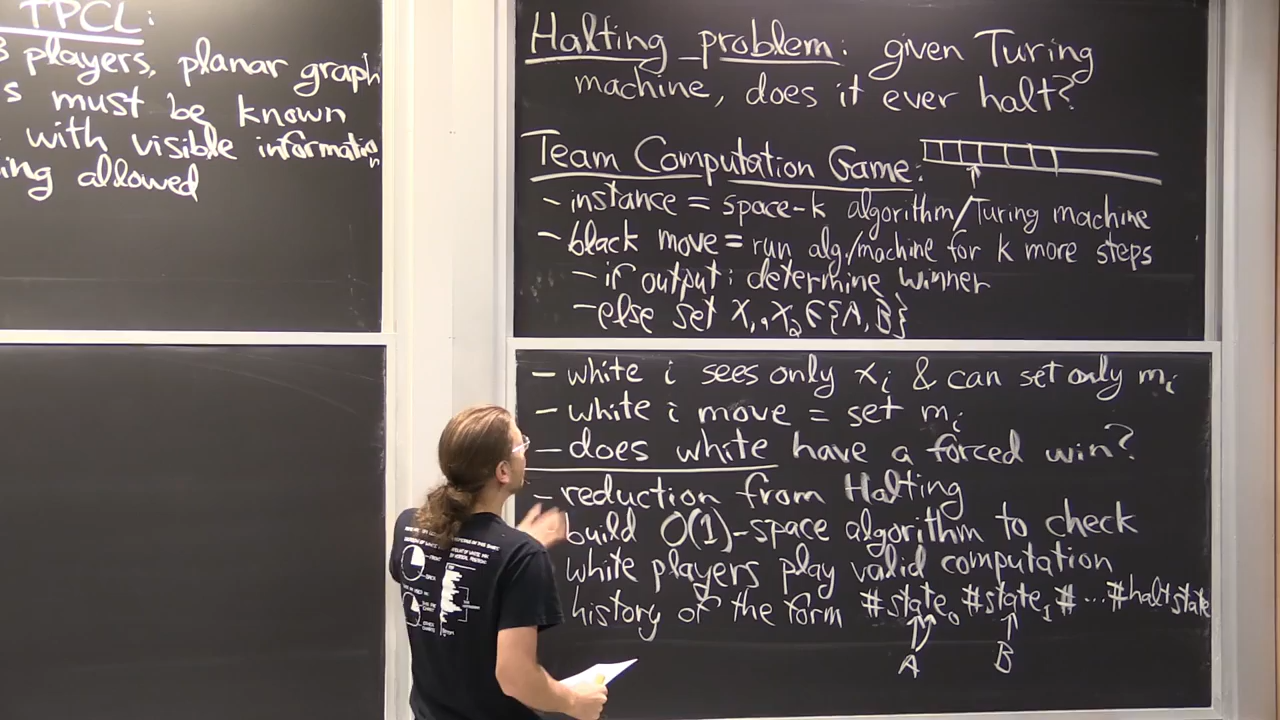 TPCL:
3 players, planar graph
s must be known
with visible information
ing allowed
Halting problem: given Turing
machine, does it ever halt?
Team Computation Game:
- instance = space-k algorithm/Turing machine
- black move = run alg./machine for k more steps
- if output: determine winner
- else set x₁, x₂ ∈ {A, B}
- white i sees only xᵢ & can set only mᵢ
- white i move = set mᵢ
- does white have a forced win?
- reduction from Halting
build O(1)-space algorithm to check
white players play valid computation
history of the form #state₀ #state₁ # ... #haltstate
A B